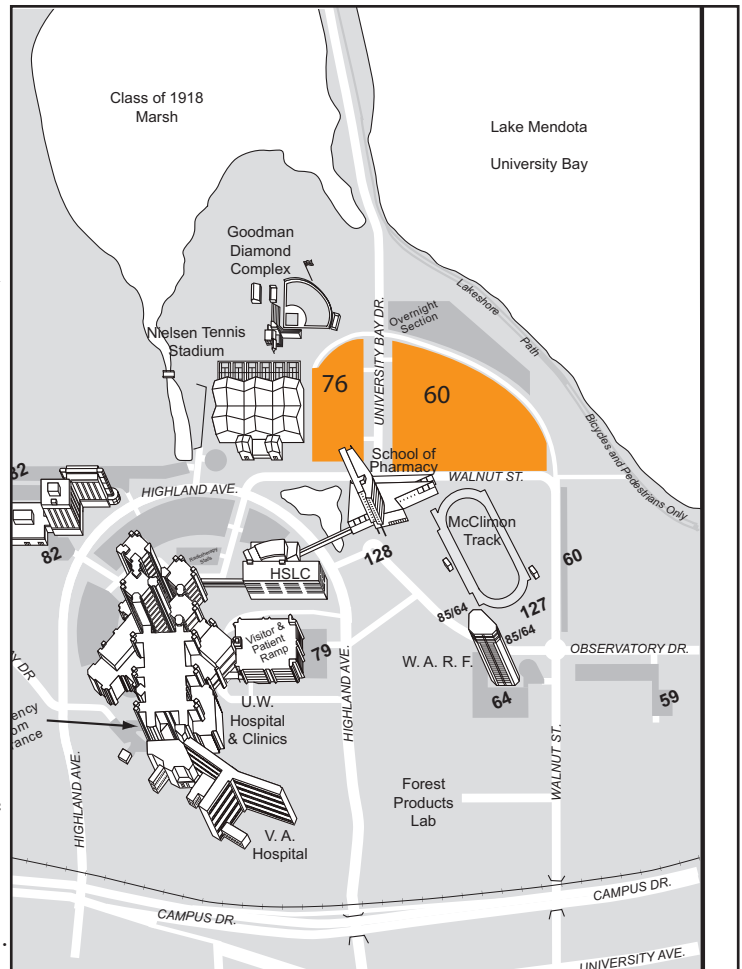 Class of 1918
Marsh
Lake Mendota
University Bay
Goodman
Diamond
Complex
Lakeshore
Path
Overnight
Section
UNIVERSITY BAY DR.
Nielsen Tennis
Stadium
76
60
Bicycles and Pedestrians Only
School of
Pharmacy
WALNUT ST.
HIGHLAND AVE.
82
McClimon
Track
128
60
HSLC
127
85/64
85/64
Visitor &
Patient
Ramp
79
OBSERVATORY DR.
W. A. R. F.
64
59
DR
U.W.
Hospital
& Clinics
HIGHLAND AVE.
WALNUT ST.
HIGHLAND AVE.
Forest
Products
Lab
V. A.
Hospital
CAMPUS DR.
CAMPUS DR.
UNIVERSITY AVE.